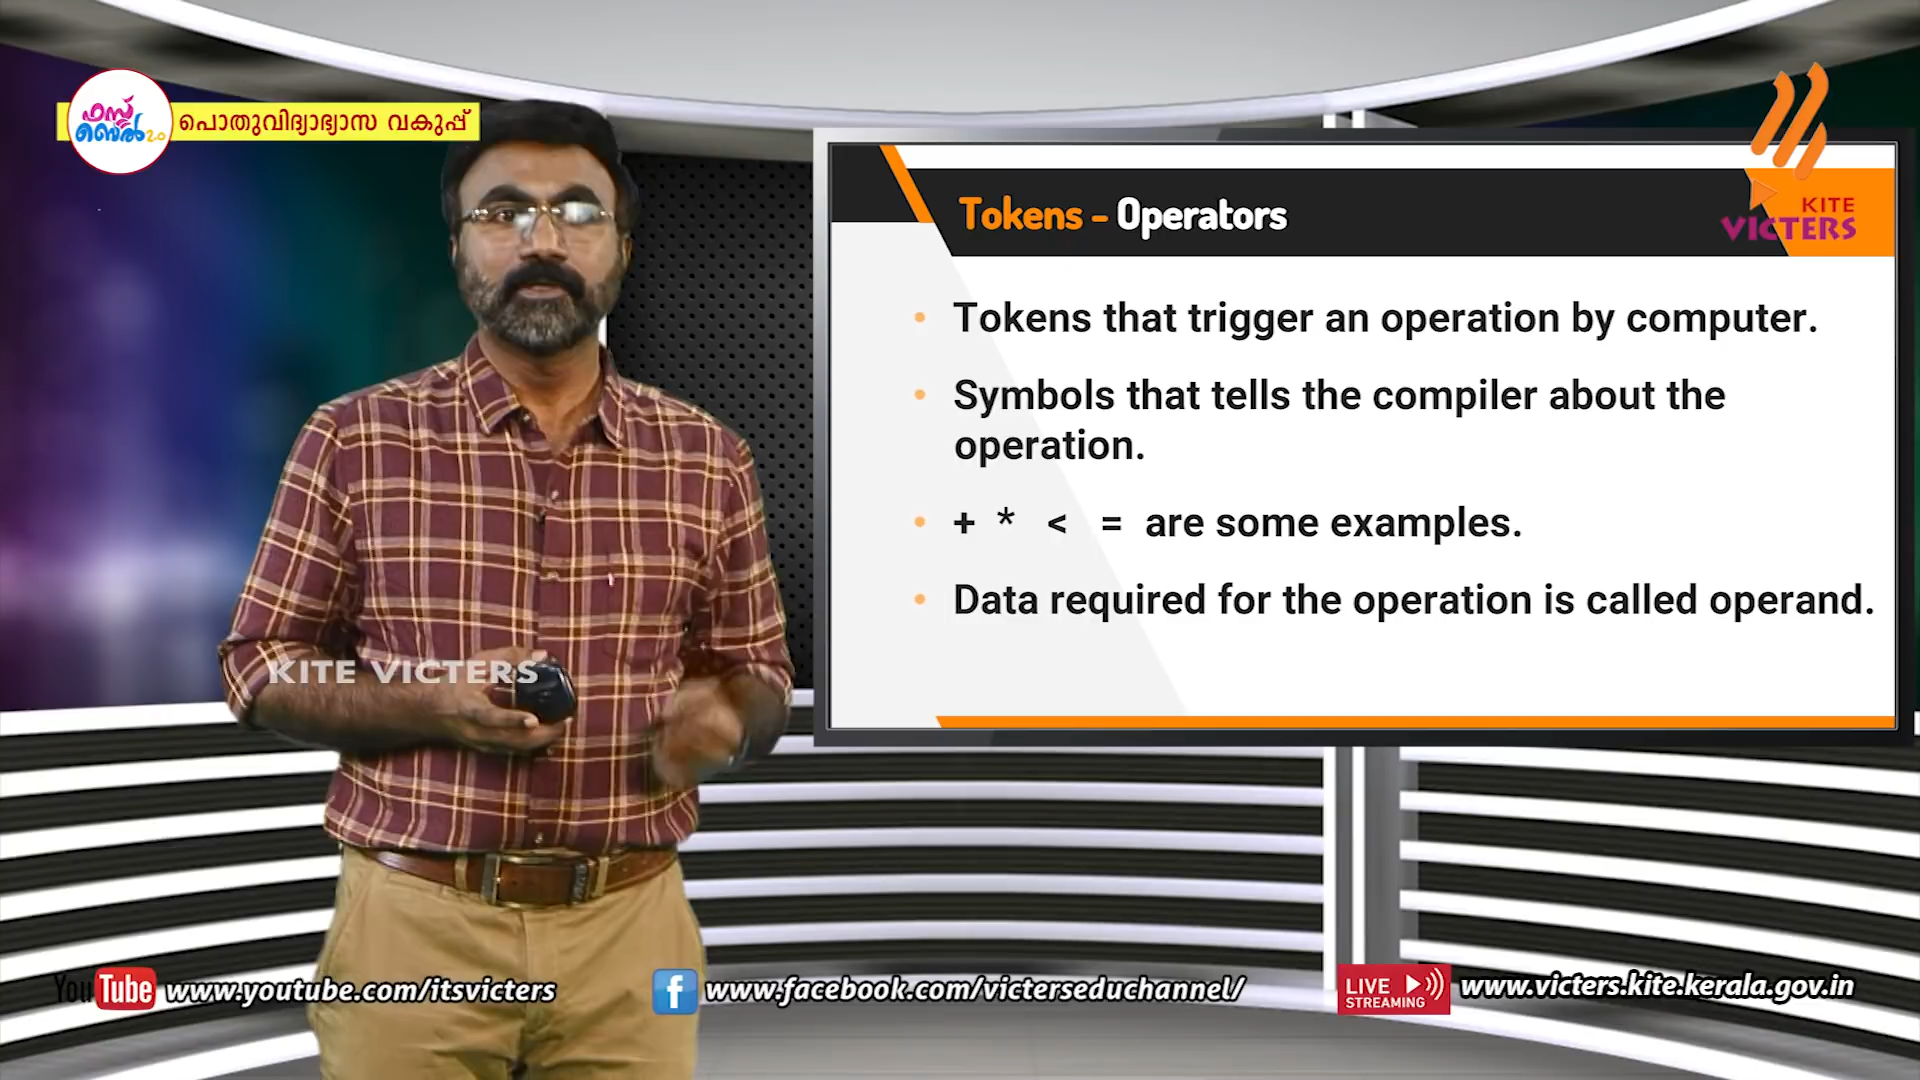 ഫസ്റ്റ്
ബെൽ 2.0
പൊതുവിദ്യാഭ്യാസ വകുപ്പ്
KITE
VICTERS
Tokens - Operators
• Tokens that trigger an operation by computer.
• Symbols that tells the compiler about the
operation.
• + * < = are some examples.
• Data required for the operation is called operand.
KITE VICTERS
YouTube www.youtube.com/itsvicters
f www.facebook.com/victerseduchannel/
LIVE
STREAMING
www.victers.kite.kerala.gov.in